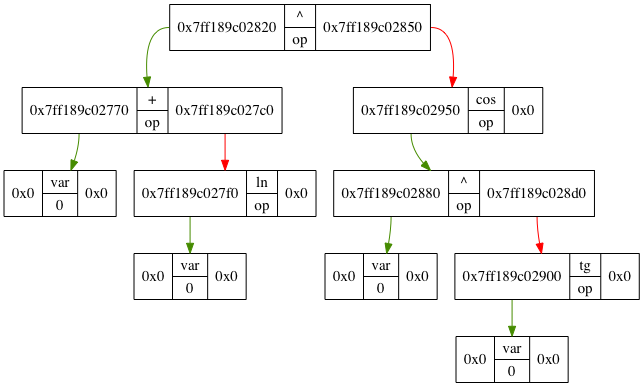 0x7ff189c02820 ^ op 0x7ff189c02850
0x7ff189c02770 + op 0x7ff189c027c0
0x7ff189c02950 cos op 0x0
0x0 var 0 0x0
0x7ff189c027f0 ln op 0x0
0x7ff189c02880 ^ op 0x7ff189c028d0
0x0 var 0 0x0
0x0 var 0 0x0
0x7ff189c02900 tg op 0x0
0x0 var 0 0x0